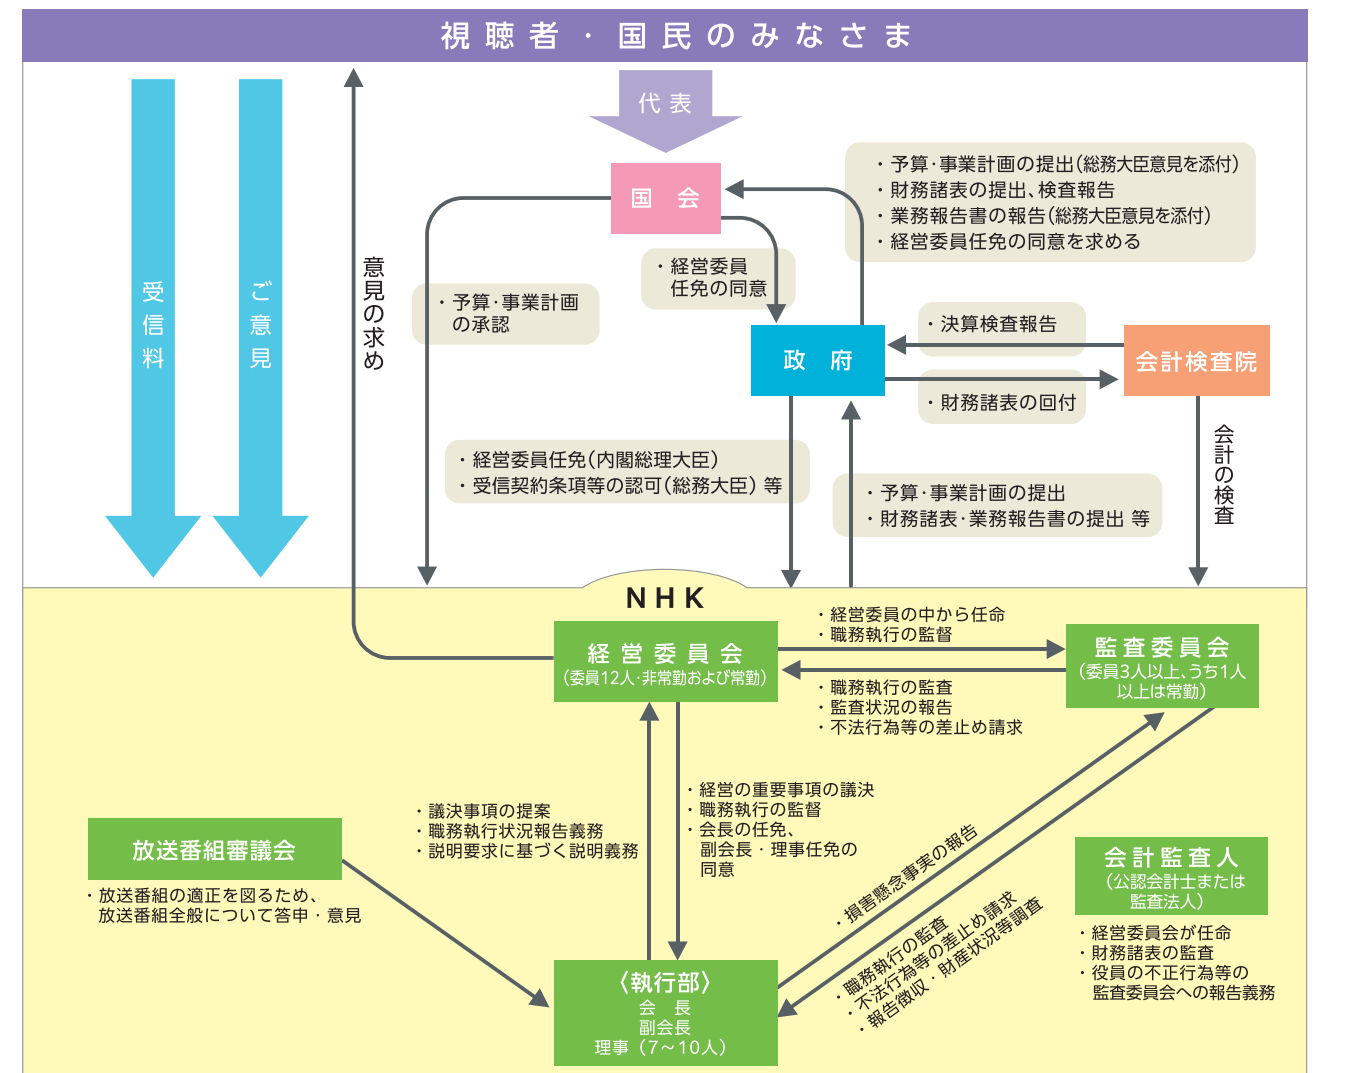 視聴者・国民のみなさま
代表
国会
・予算・事業計画の提出(総務大臣意見を添付)
・財務諸表の提出、検査報告
・業務報告書の報告(総務大臣意見を添付)
・経営委員任免の同意を求める
・経営委員
任免の同意
・予算・事業計画
の承認
受信料
ご意見
意見の求め
政府
・決算検査報告
会計検査院
・財務諸表の回付
・経営委員任免(内閣総理大臣)
・受信契約条項等の認可(総務大臣)等
・予算・事業計画の提出
・財務諸表・業務報告書の提出 等
会計の検査
NHK
経営委員会
(委員12人・非常勤および常勤)
・経営委員の中から任命
・職務執行の監督
監査委員会
(委員3人以上、うち1人
以上は常勤)
・職務執行の監査
・監査状況の報告
・不法行為等の差止め請求
・議決事項の提案
・職務執行状況報告義務
・説明要求に基づく説明義務
・経営の重要事項の議決
・職務執行の監督
・会長の任免、
副会長・理事任免の
同意
放送番組審議会
・放送番組の適正を図るため、
放送番組全般について答申・意見
・損害懸念事実の報告
・職務執行の監査
・不法行為等の差止め請求
・報告徴収・財産状況等調査
会計監査人
(公認会計士または
監査法人)
・経営委員会が任命
・財務諸表の監査
・役員の不正行為等の
監査委員会への報告義務
〈執行部〉
会 長
副会長
理事(7〜10人)